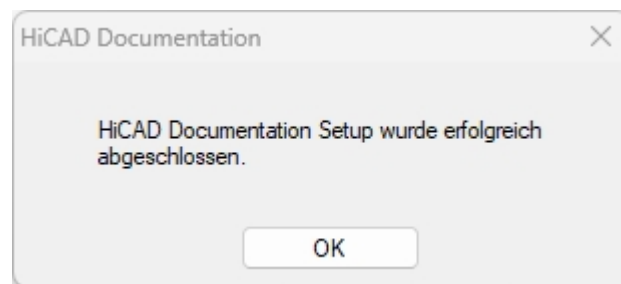 HiCAD Documentation
HiCAD Documentation Setup wurde erfolgreich
abgeschlossen.
OK